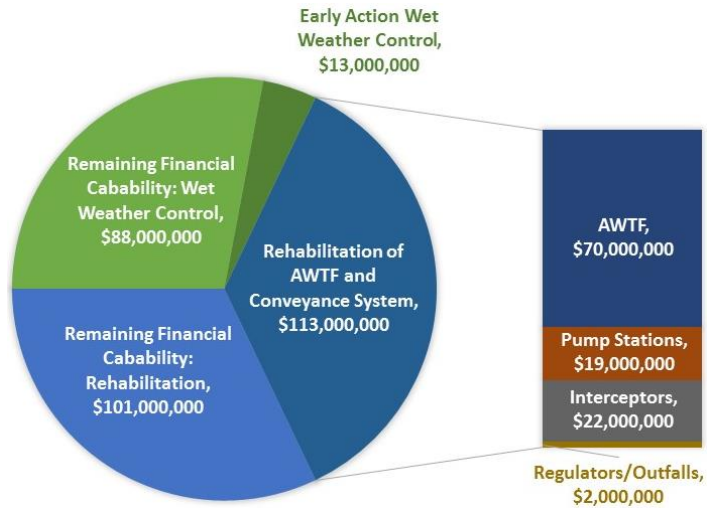 Early Action Wet
Weather Control,
$13,000,000
Remaining Financial
Cabability: Wet
Weather Control,
$88,000,000
Rehabilitation of
AWTF and
Conveyance System,
$113,000,000
Remaining Financial
Cabability:
Rehabilitation,
$101,000,000
AWTF,
$70,000,000
Pump Stations,
$19,000,000
Interceptors,
$22,000,000
Regulators/Outfalls,
$2,000,000